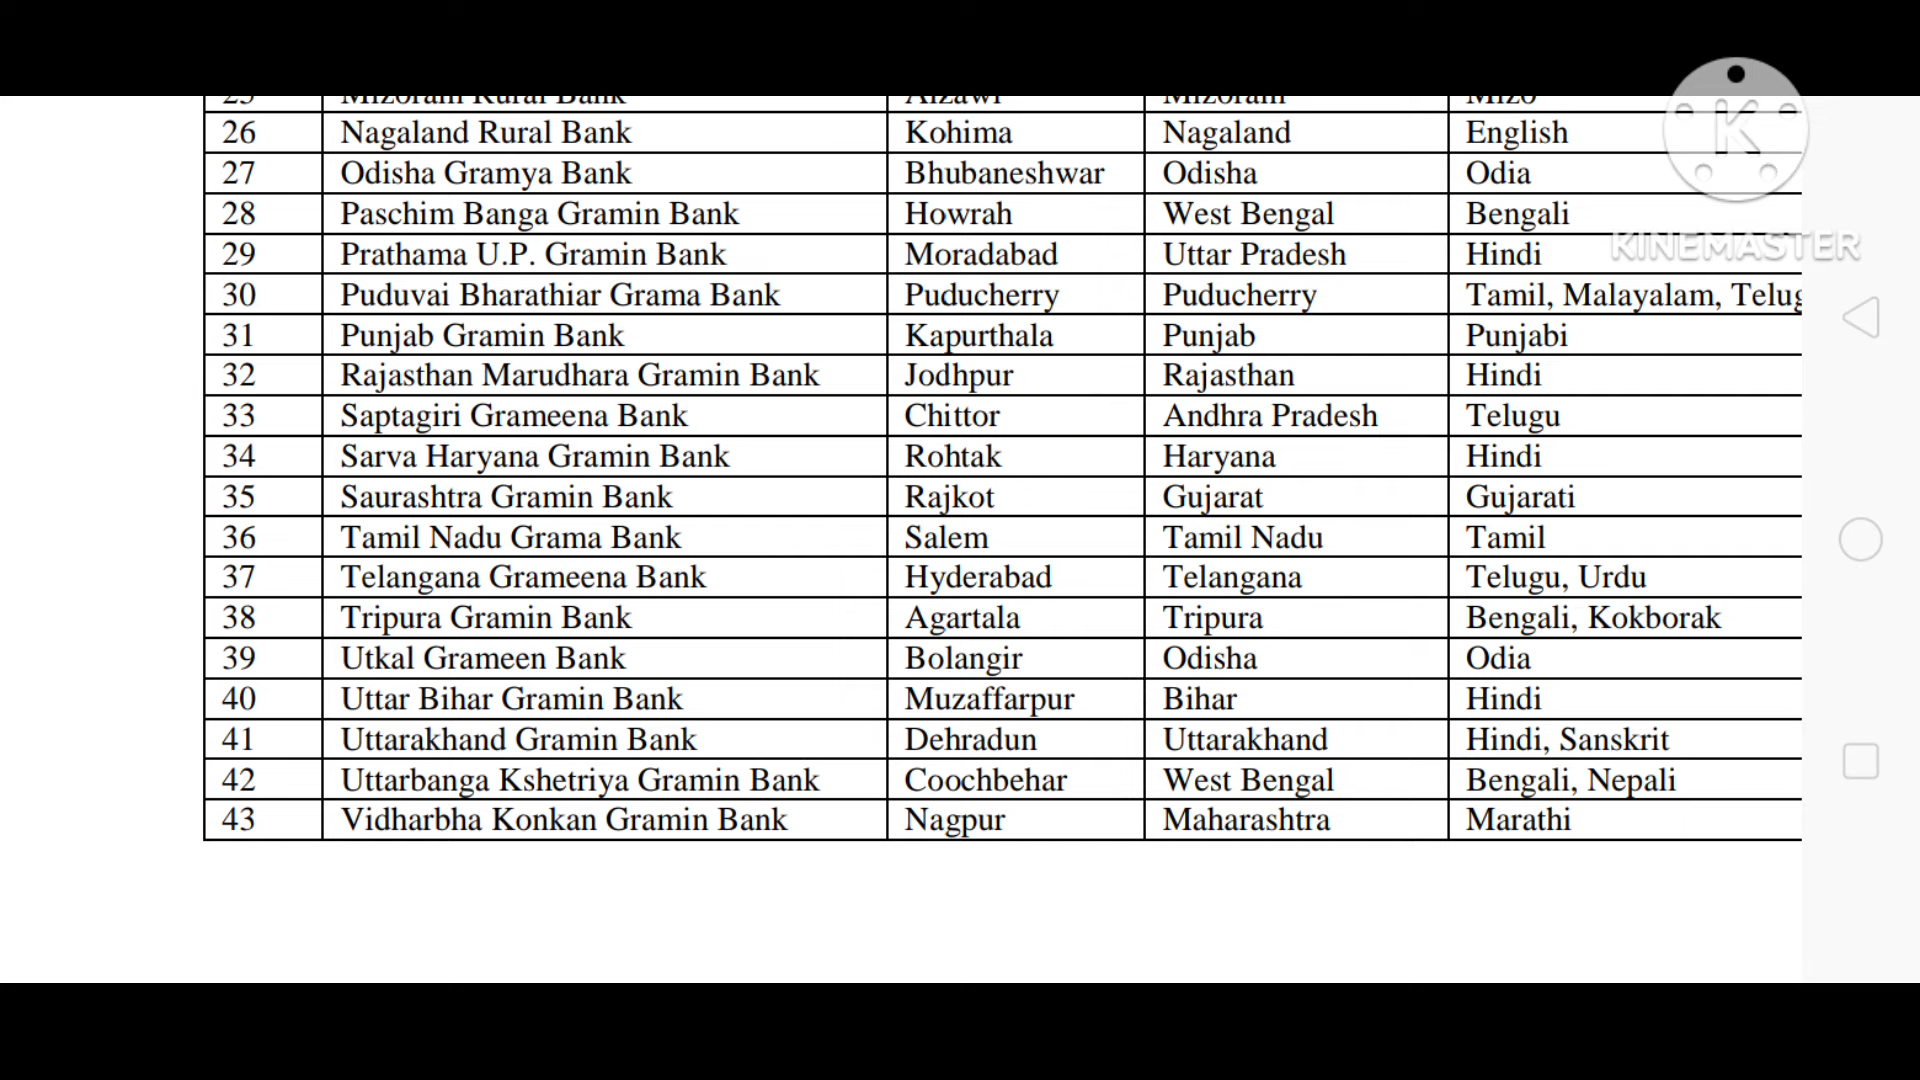 25 Mizoram Rural Bank Aizawl Mizoram Mizo
26 Nagaland Rural Bank Kohima Nagaland English
27 Odisha Gramya Bank Bhubaneshwar Odisha Odia
28 Paschim Banga Gramin Bank Howrah West Bengal Bengali
29 Prathama U.P. Gramin Bank Moradabad Uttar Pradesh Hindi
30 Puduvai Bharathiar Grama Bank Puducherry Puducherry Tamil, Malayalam, Telug
31 Punjab Gramin Bank Kapurthala Punjab Punjabi
32 Rajasthan Marudhara Gramin Bank Jodhpur Rajasthan Hindi
33 Saptagiri Grameena Bank Chittor Andhra Pradesh Telugu
34 Sarva Haryana Gramin Bank Rohtak Haryana Hindi
35 Saurashtra Gramin Bank Rajkot Gujarat Gujarati
36 Tamil Nadu Grama Bank Salem Tamil Nadu Tamil
37 Telangana Grameena Bank Hyderabad Telangana Telugu, Urdu
38 Tripura Gramin Bank Agartala Tripura Bengali, Kokborak
39 Utkal Grameen Bank Bolangir Odisha Odia
40 Uttar Bihar Gramin Bank Muzaffarpur Bihar Hindi
41 Uttarakhand Gramin Bank Dehradun Uttarakhand Hindi, Sanskrit
42 Uttarbanga Kshetriya Gramin Bank Coochbehar West Bengal Bengali, Nepali
43 Vidharbha Konkan Gramin Bank Nagpur Maharashtra Marathi
K
KINEMASTER